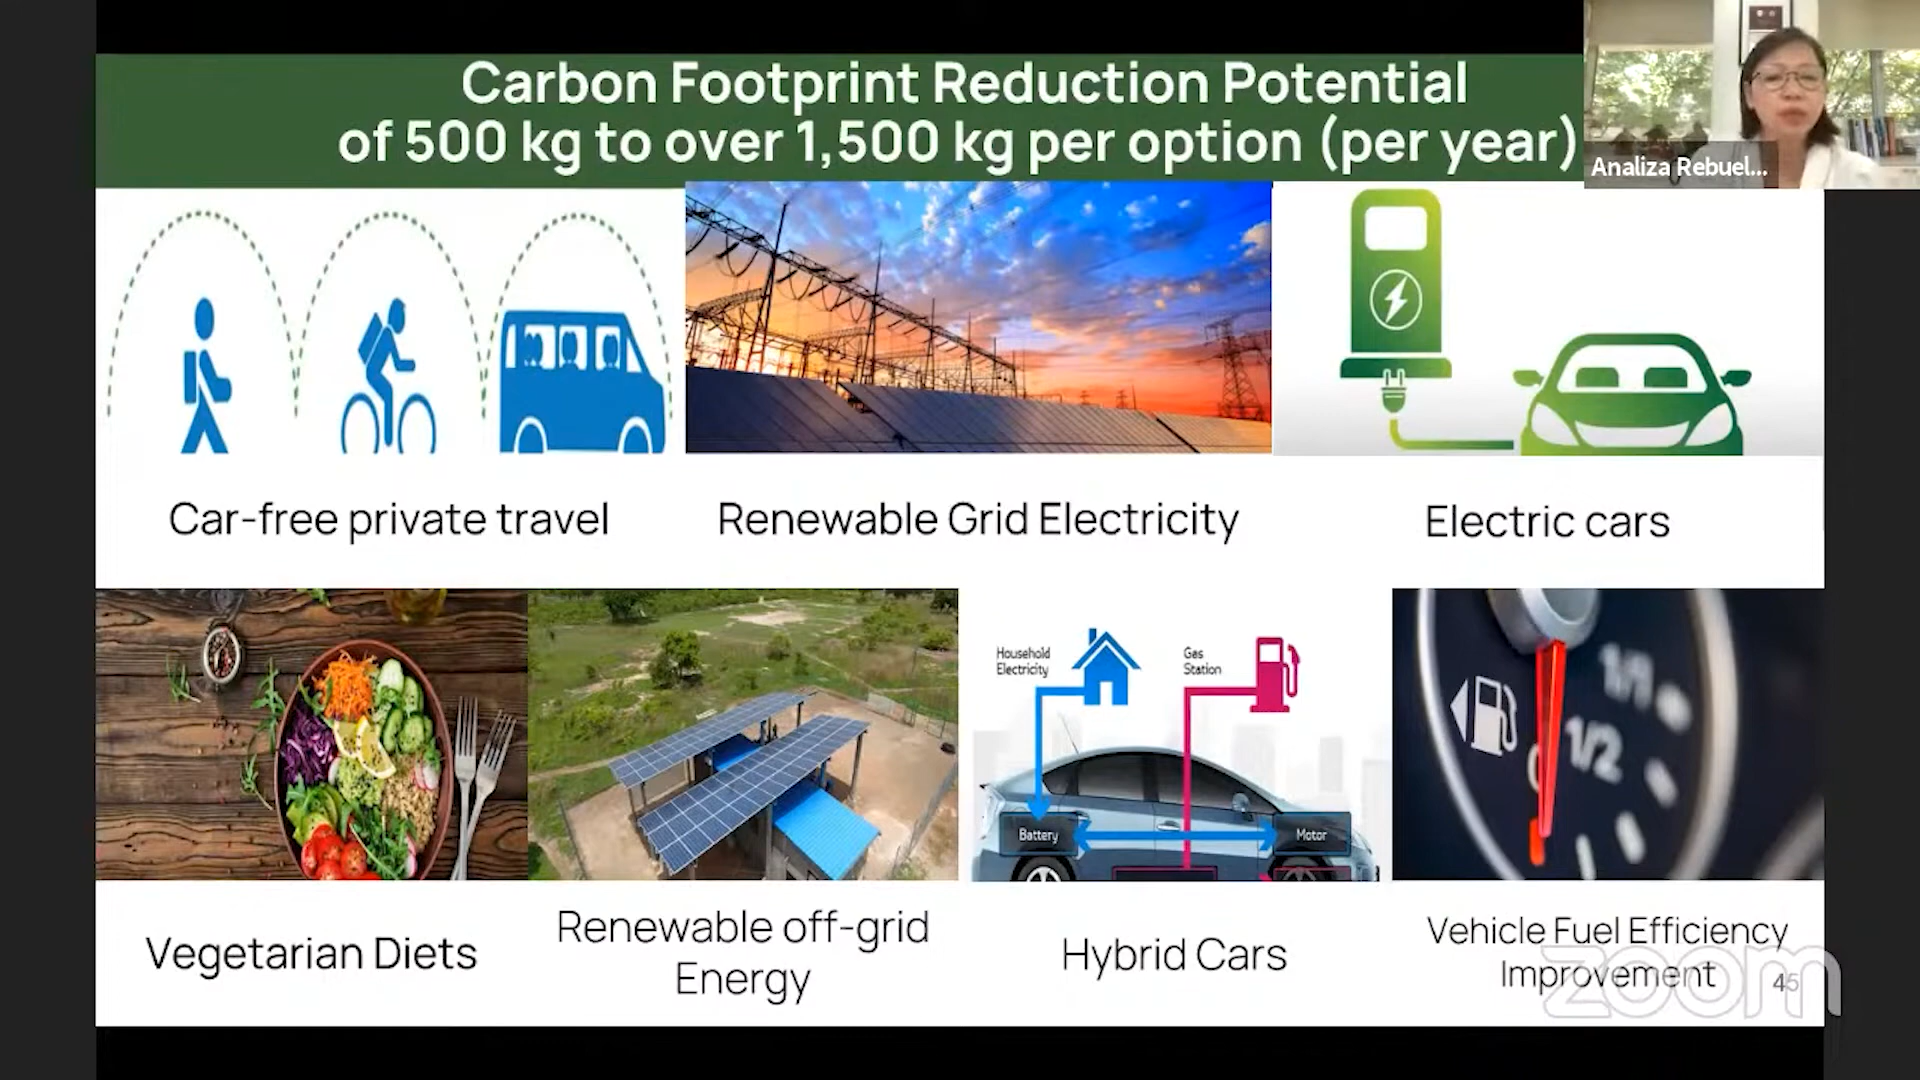 Carbon Footprint Reduction Potential
of 500 kg to over 1,500 kg per option (per year)
Analiza Rebuel...
Car-free private travel
Renewable Grid Electricity
Electric cars
Household
Electricity
Gas
Station
Battery
Motor
1/1
1/2
0
Vegetarian Diets
Renewable off-grid
Energy
Hybrid Cars
Vehicle Fuel Efficiency
Improvement
45
zoom